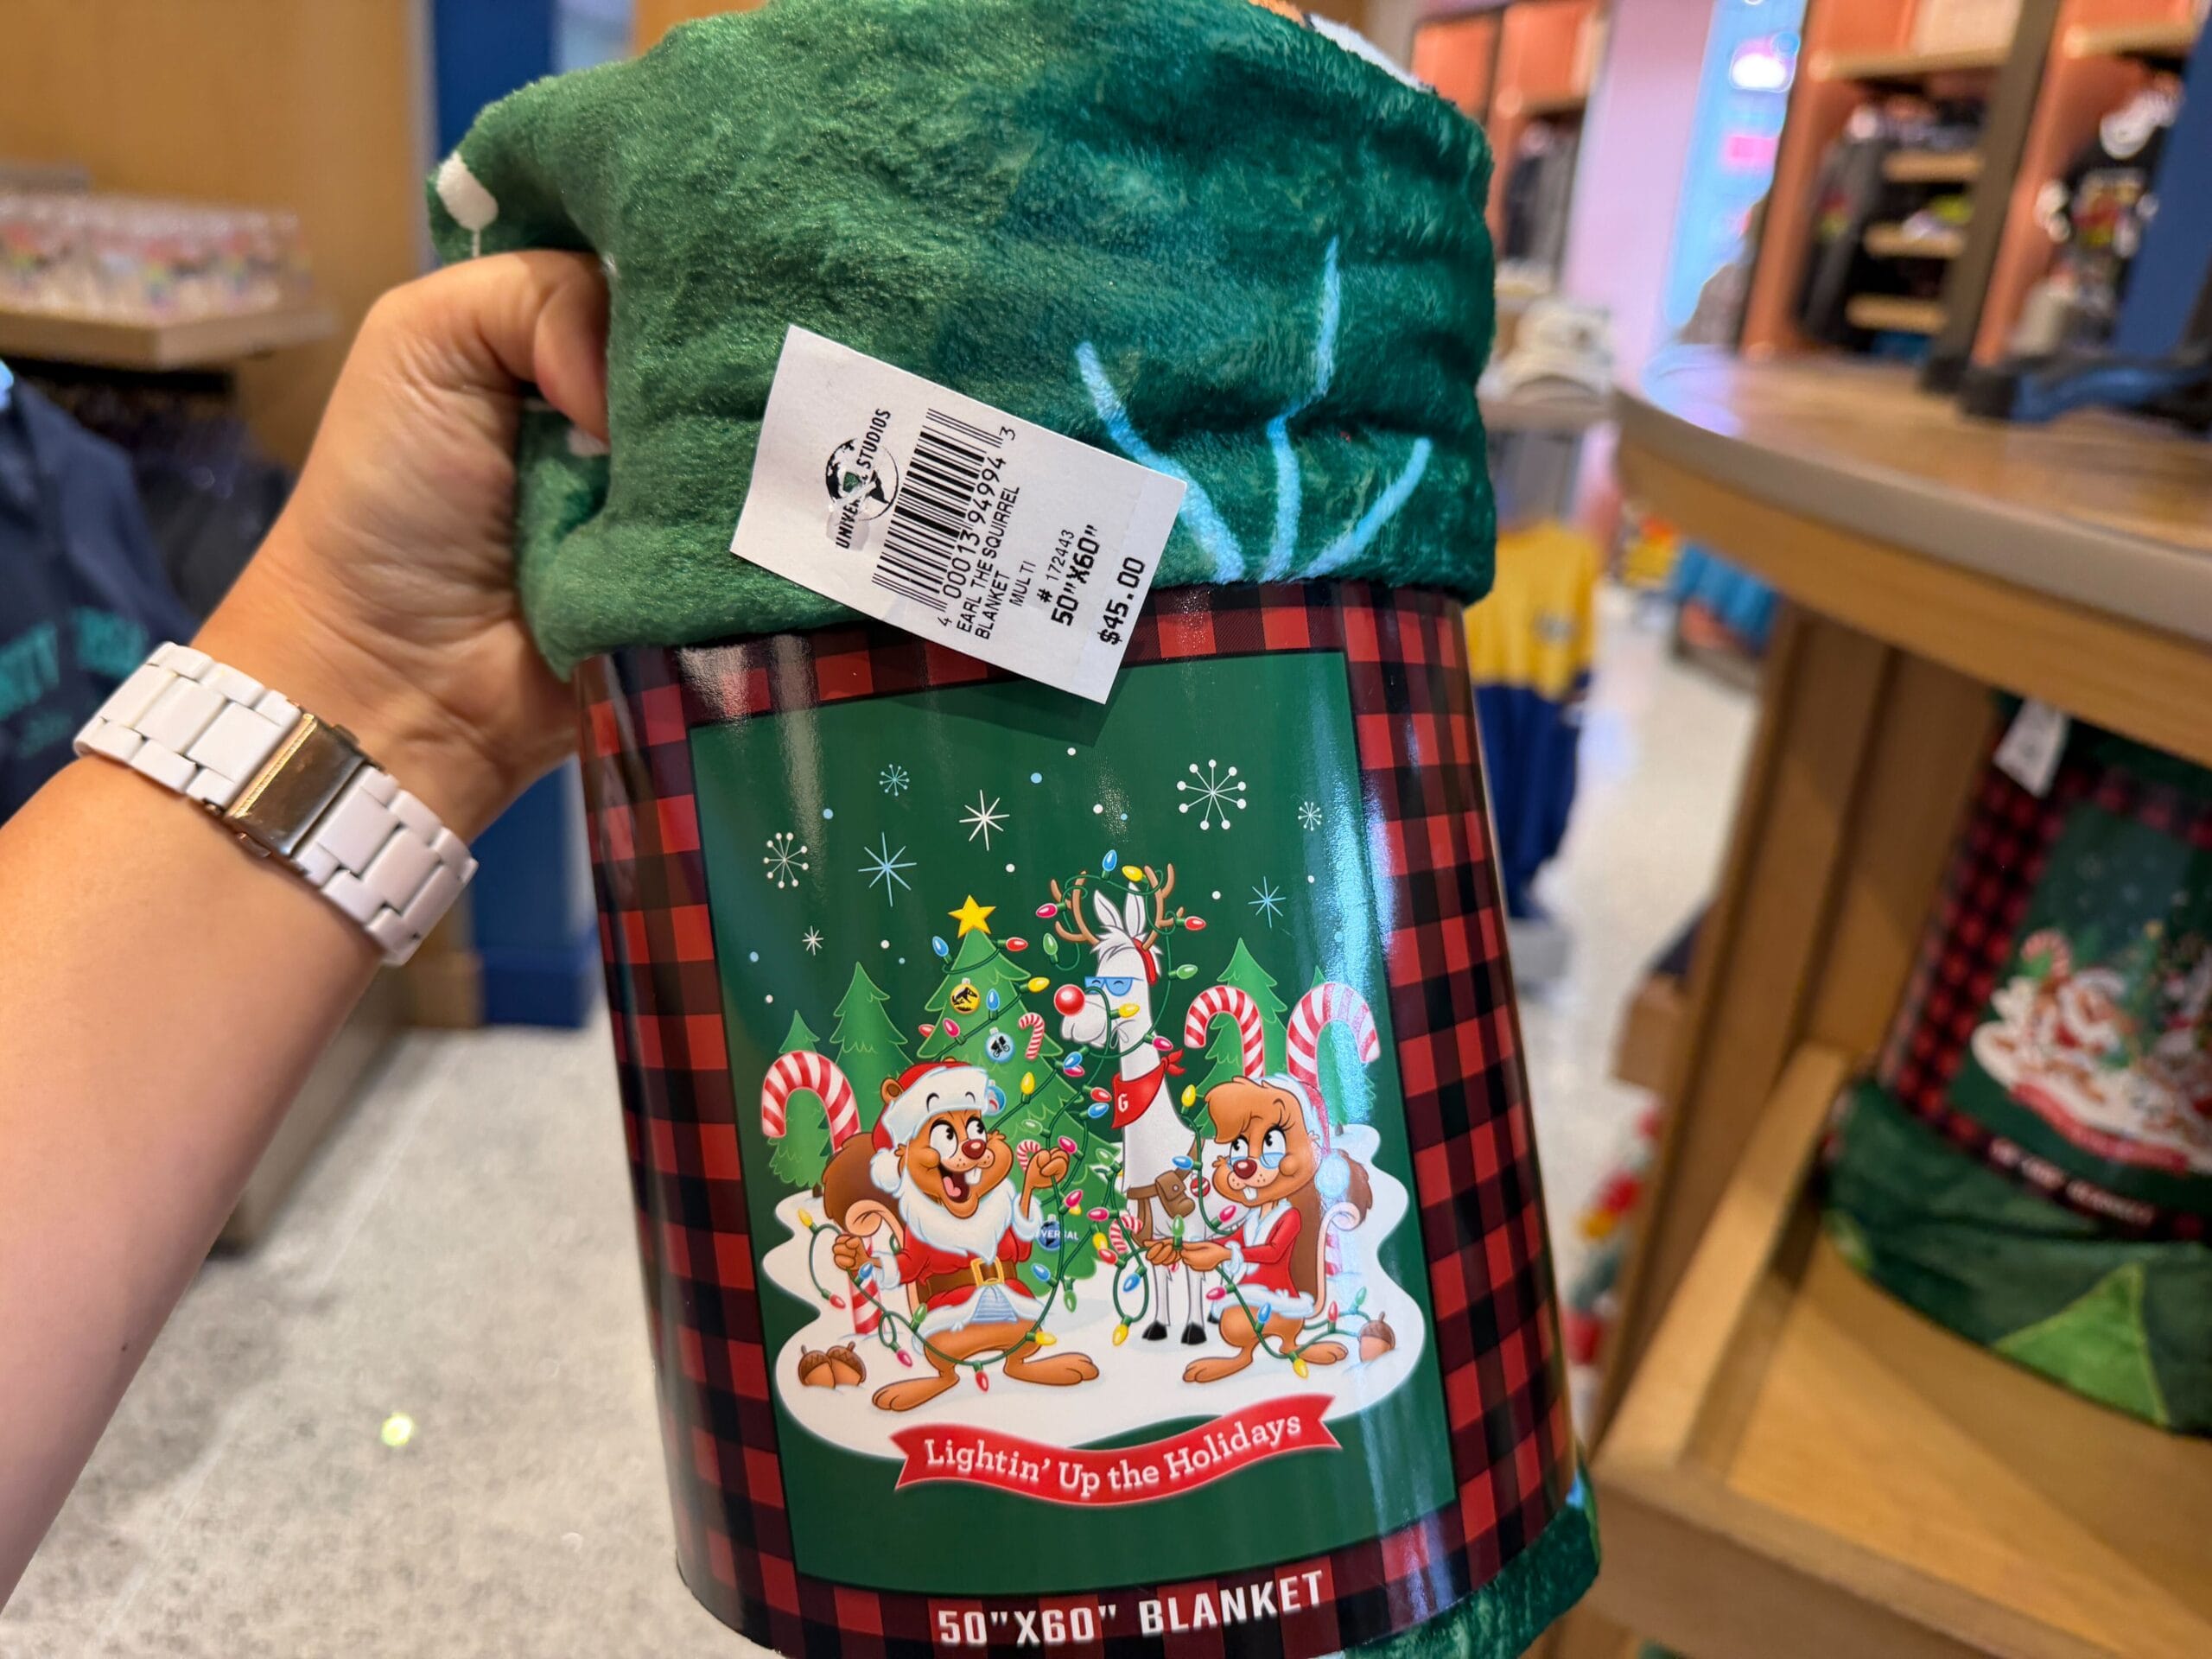 UNIVERSAL STUDIOS
4 00013 94994 3
EARL THE SQUIRREL
BLANKET
MULTI
# 172443
50"X60"
$45.00
G
Lightin' Up the Holidays
50"X60" BLANKET